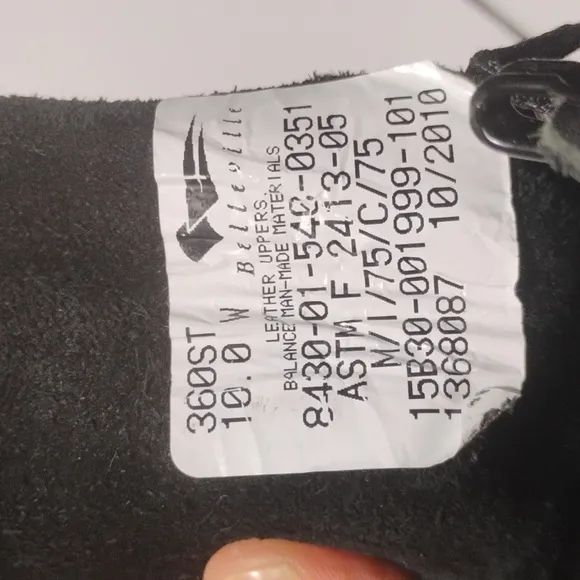 360ST
10.0 W Belleville
LEATHER UPPERS.
BALANCE MAN-MADE MATERIALS
8430-01-542-0351
ASTM F 2413-05
M/I/75/C/75
15B30-001999-101
1368087 10/2010